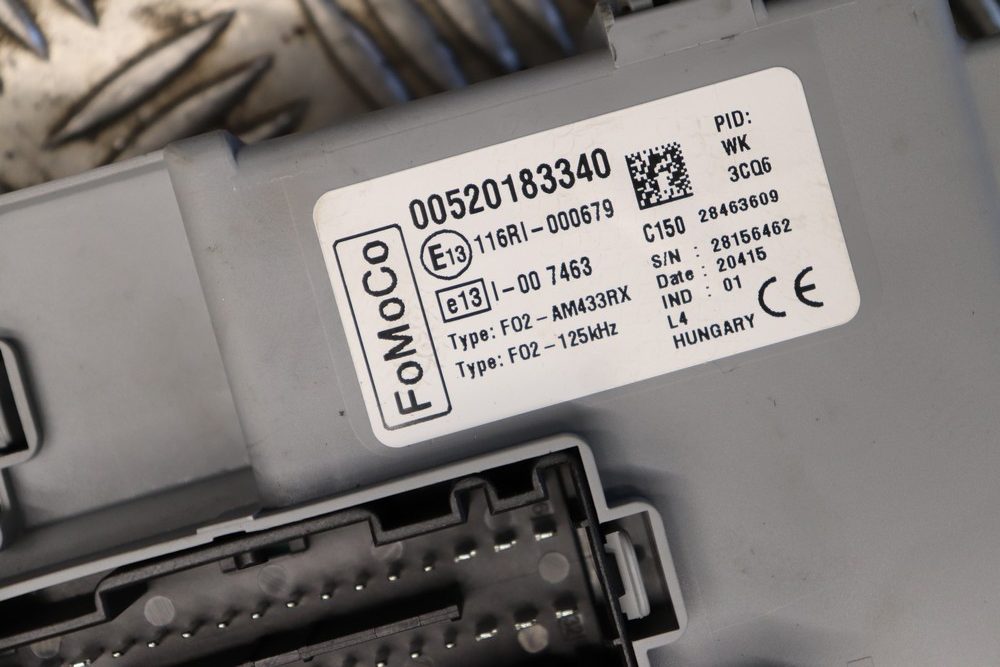 FoMoCo
00520183340
E13 116RI-000679
e13 I-00 7463
Type: F02-AM433RX
Type: F02-125kHz
PID:
WK
3CQ6
C150 28463609
S/N : 28156462
Date : 20415
IND : 01
L4
HUNGARY CE